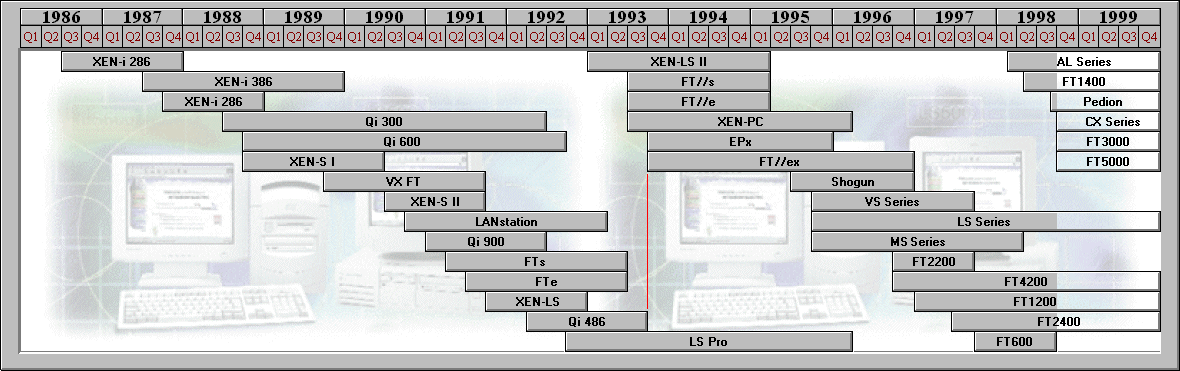 1986 1987 1988 1989 1990 1991 1992 1993 1994 1995 1996 1997 1998 1999
Q1 Q2 Q3 Q4 Q1 Q2 Q3 Q4 Q1 Q2 Q3 Q4 Q1 Q2 Q3 Q4 Q1 Q2 Q3 Q4 Q1 Q2 Q3 Q4 Q1 Q2 Q3 Q4 Q1 Q2 Q3 Q4 Q1 Q2 Q3 Q4 Q1 Q2 Q3 Q4 Q1 Q2 Q3 Q4 Q1 Q2 Q3 Q4 Q1 Q2 Q3 Q4 Q1 Q2 Q3 Q4
XEN-i 286 XEN-LS II AL Series
XEN-i 386 FT//s FT1400
XEN-i 286 FT//e Pedion
Qi 300 XEN-PC CX Series
Qi 600 EPx FT3000
XEN-S I FT//ex FT5000
VX FT Shogun
XEN-S II VS Series
LANstation LS Series
Qi 900 MS Series
FTs FT2200
FTe FT4200
XEN-LS FT1200
Qi 486 FT2400
LS Pro FT600